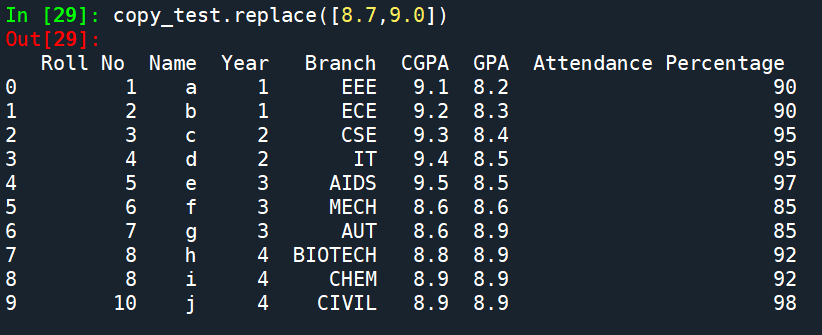 In [29]: copy_test.replace([8.7,9.0])
Out[29]:
Roll No Name Year Branch CGPA GPA Attendance Percentage
0 1 a 1 EEE 9.1 8.2 90
1 2 b 1 ECE 9.2 8.3 90
2 3 c 2 CSE 9.3 8.4 95
3 4 d 2 IT 9.4 8.5 95
4 5 e 3 AIDS 9.5 8.5 97
5 6 f 3 MECH 8.6 8.6 85
6 7 g 3 AUT 8.6 8.9 85
7 8 h 4 BIOTECH 8.8 8.9 92
8 8 i 4 CHEM 8.9 8.9 92
9 10 j 4 CIVIL 8.9 8.9 98